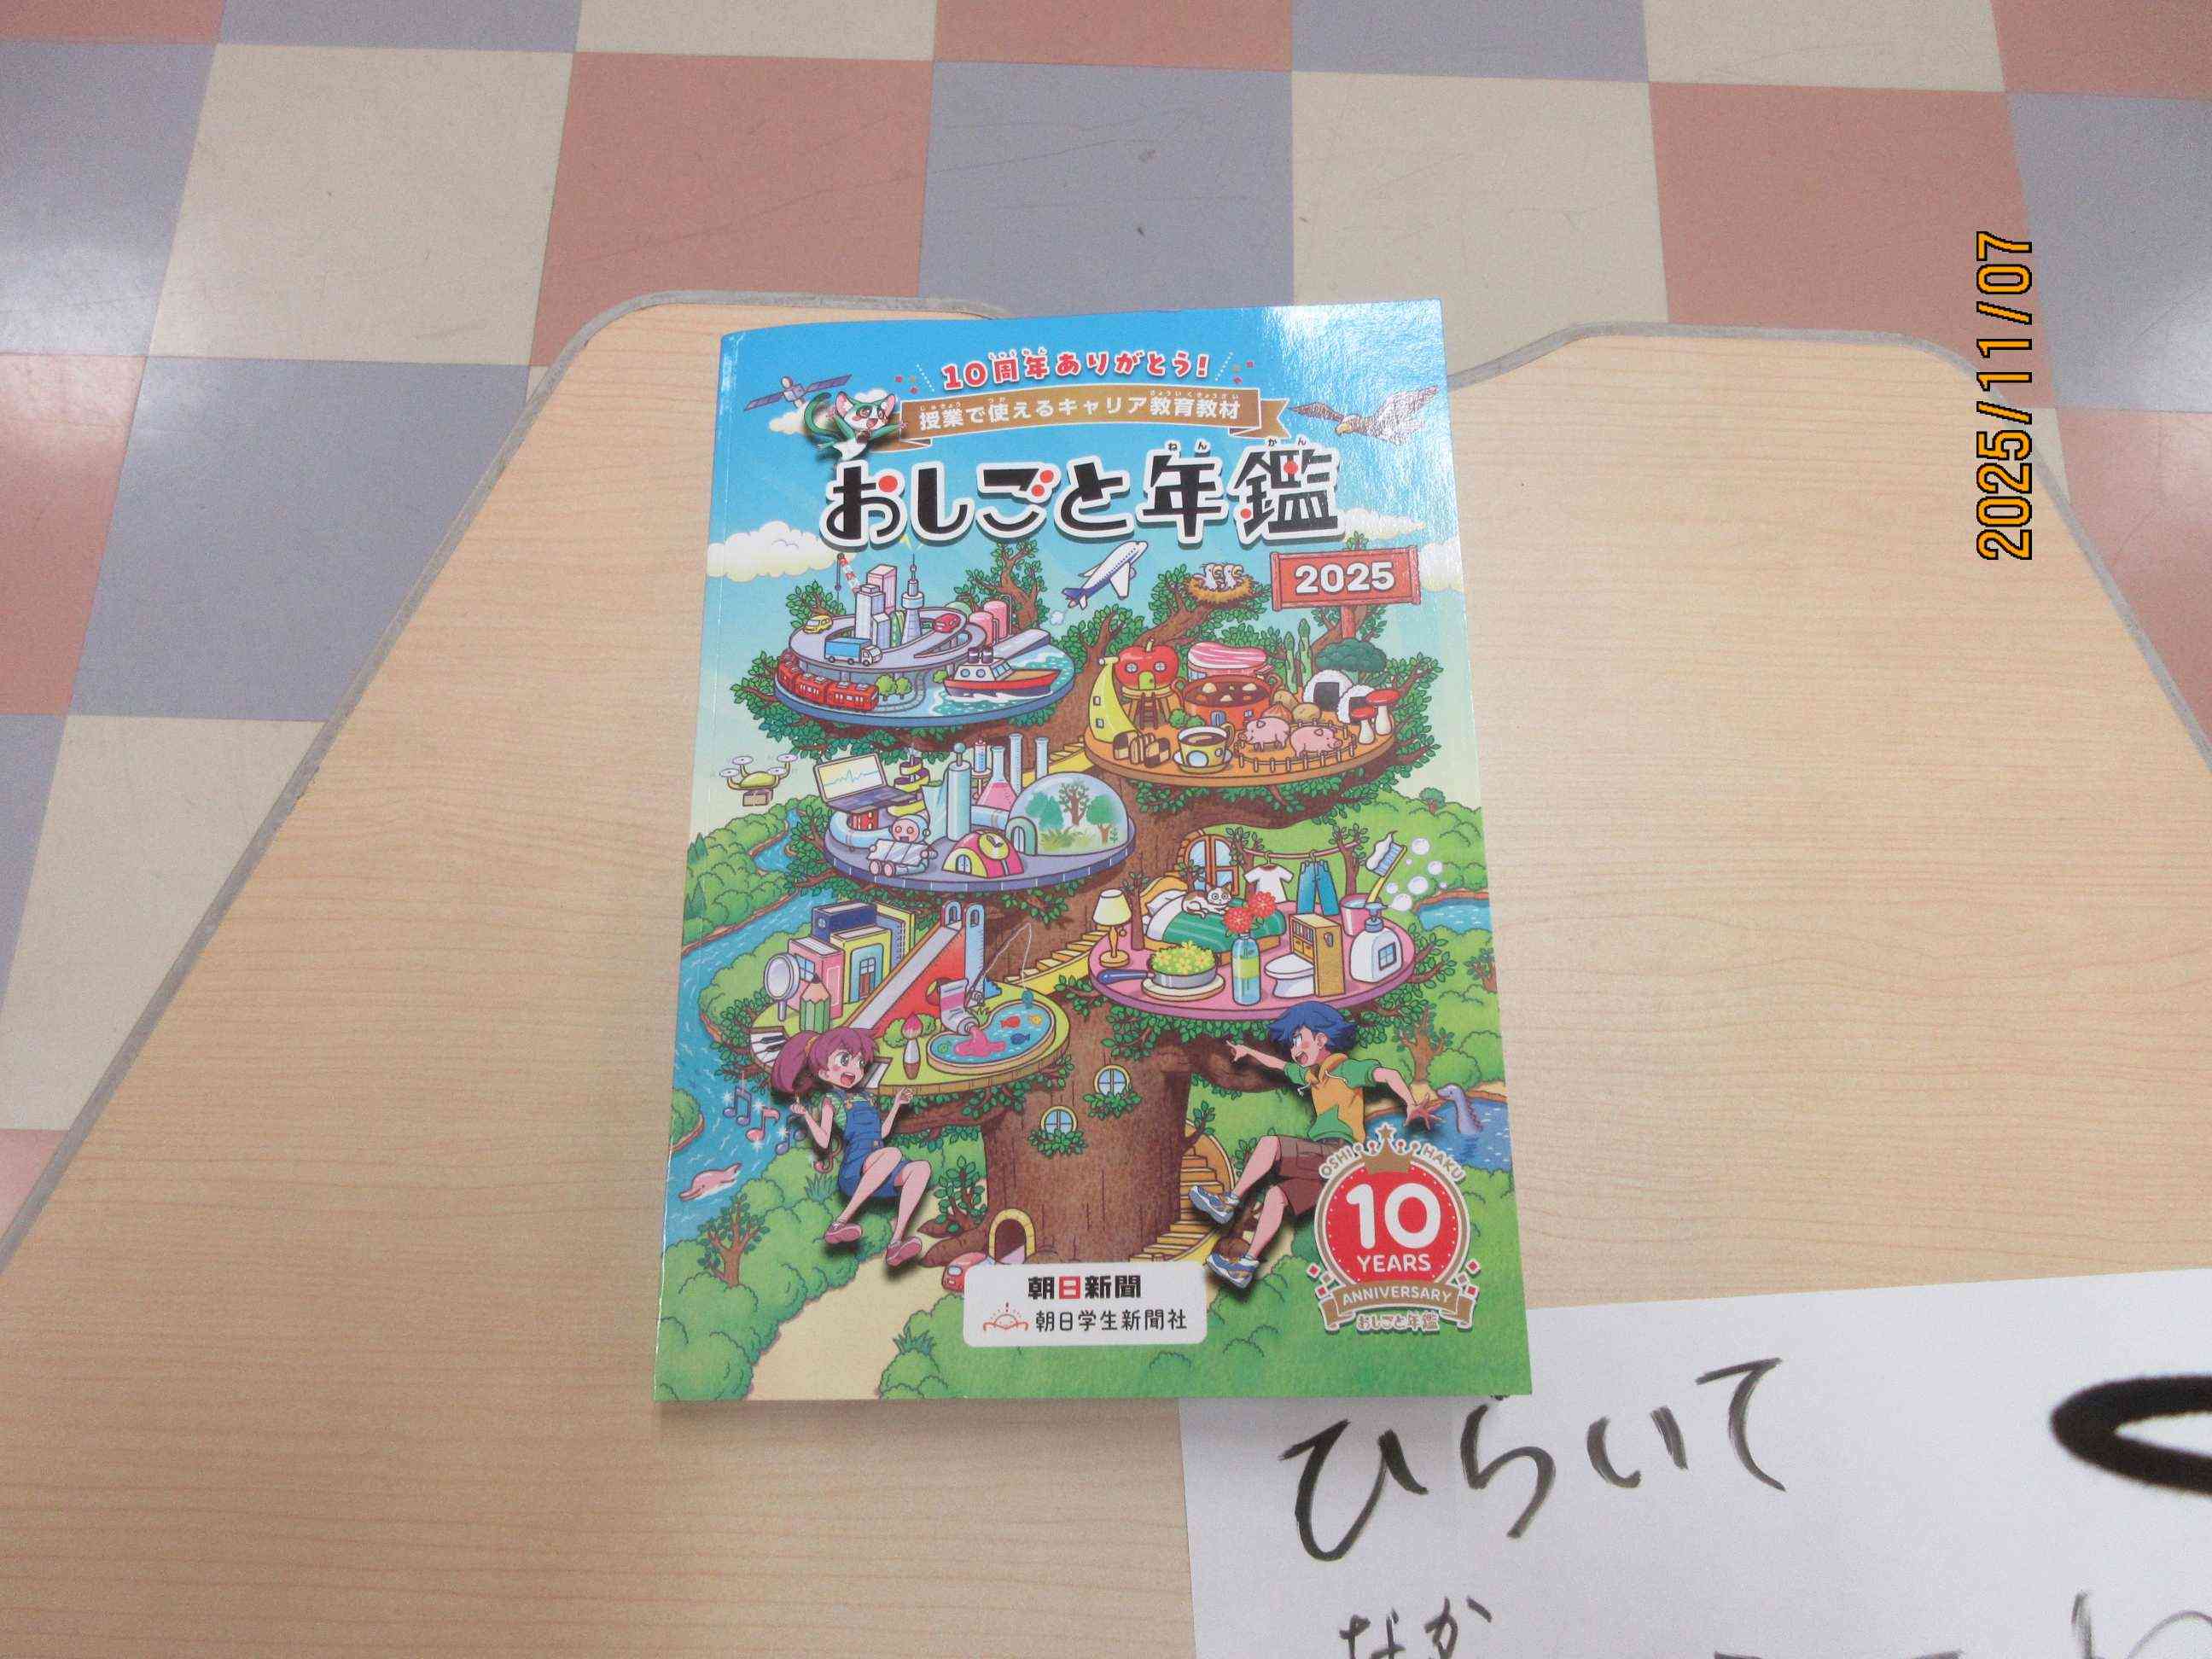 10周年ありがとう!
授業で使えるキャリア教育教材
おしごと年鑑
2025
OSHI HAKU
10
YEARS
ANNIVERSARY
おしごと年鑑
朝日新聞
朝日学生新聞社
ひらいて
なか
2025/11/07